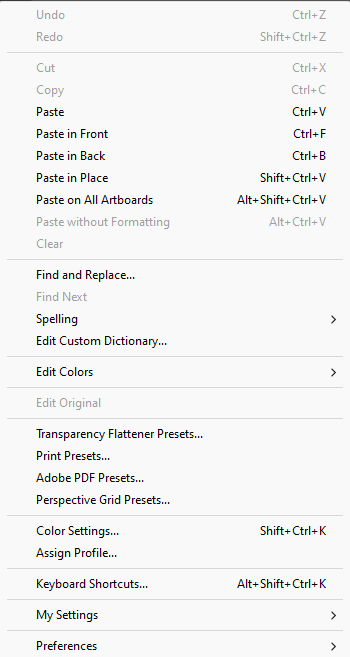 Undo Ctrl+Z
Redo Shift+Ctrl+Z
Cut Ctrl+X
Copy Ctrl+C
Paste Ctrl+V
Paste in Front Ctrl+F
Paste in Back Ctrl+B
Paste in Place Shift+Ctrl+V
Paste on All Artboards Alt+Shift+Ctrl+V
Paste without Formatting Alt+Ctrl+V
Clear
Find and Replace...
Find Next
Spelling
Edit Custom Dictionary...
Edit Colors
Edit Original
Transparency Flattener Presets...
Print Presets...
Adobe PDF Presets...
Perspective Grid Presets...
Color Settings... Shift+Ctrl+K
Assign Profile...
Keyboard Shortcuts... Alt+Shift+Ctrl+K
My Settings
Preferences